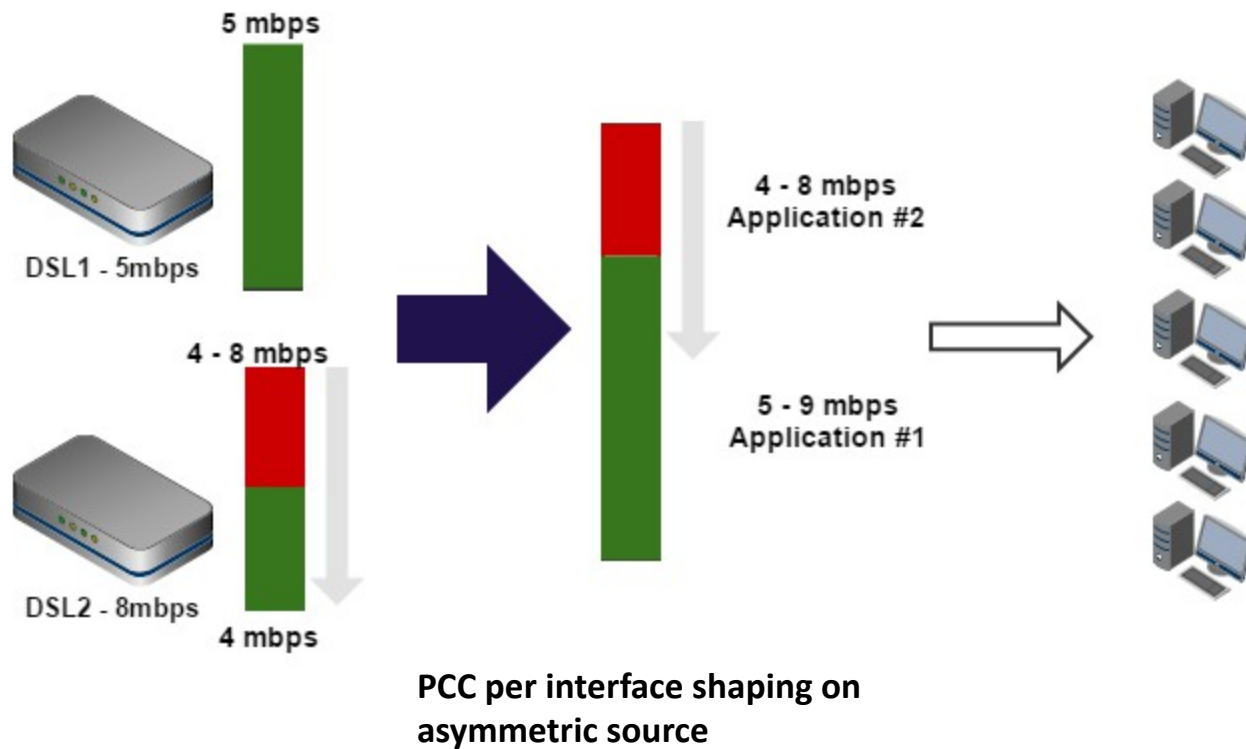 5 mbps
DSL1 - 5mbps
4 - 8 mbps
DSL2 - 8mbps
4 mbps
4 - 8 mbps
Application #2
5 - 9 mbps
Application #1
PCC per interface shaping on
asymmetric source